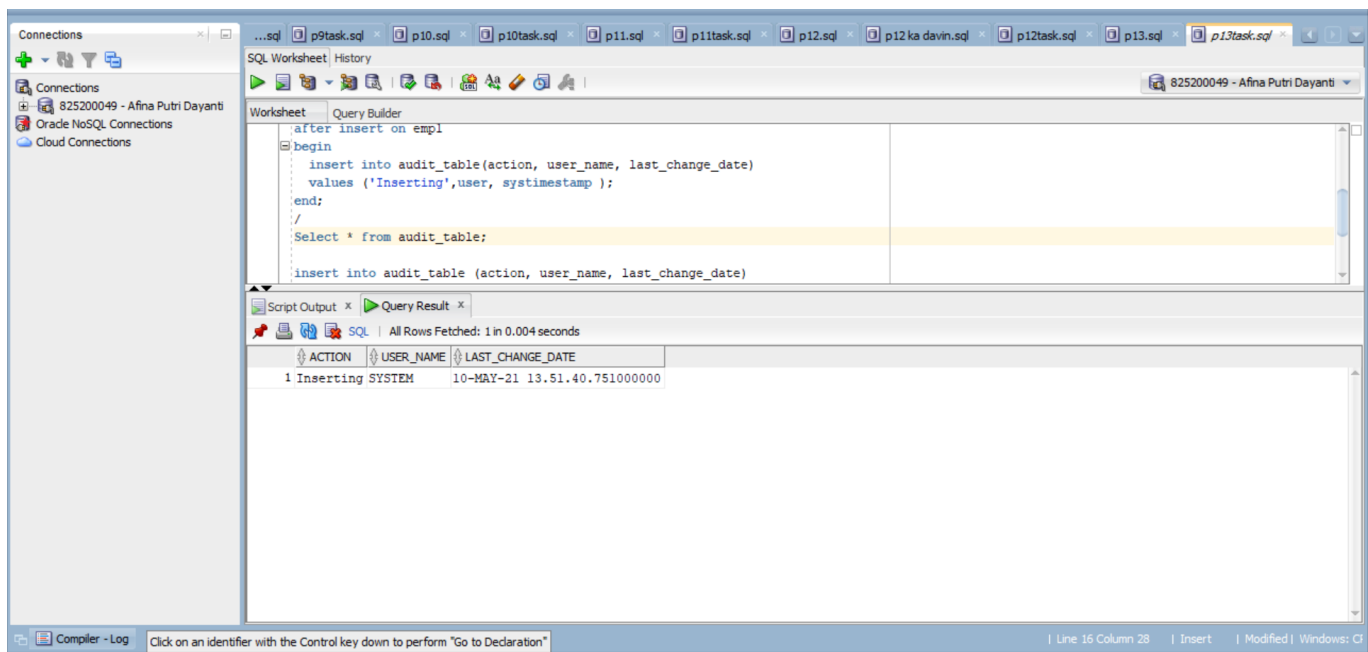 Connections
...sql p9task.sql p10.sql p10task.sql p11.sql p11task.sql p12.sql p12 ka davin.sql p12task.sql p13.sql p13task.sql
SQL Worksheet History
825200049 - Afina Putri Dayanti
Connections
825200049 - Afina Putri Dayanti
Oracle NoSQL Connections
Cloud Connections
Worksheet Query Builder
after insert on empl
begin
insert into audit_table(action, user_name, last_change_date)
values ('Inserting',user, systimestamp );
end;
/
Select * from audit_table;
insert into audit_table (action, user_name, last_change_date)
Script Output x Query Result x
SQL | All Rows Fetched: 1 in 0.004 seconds
ACTION USER_NAME LAST_CHANGE_DATE
1 Inserting SYSTEM 10-MAY-21 13.51.40.751000000
Compiler - Log
Click on an identifier with the Control key down to perform "Go to Declaration"
| Line 16 Column 28 | Insert | Modified | Windows: CF